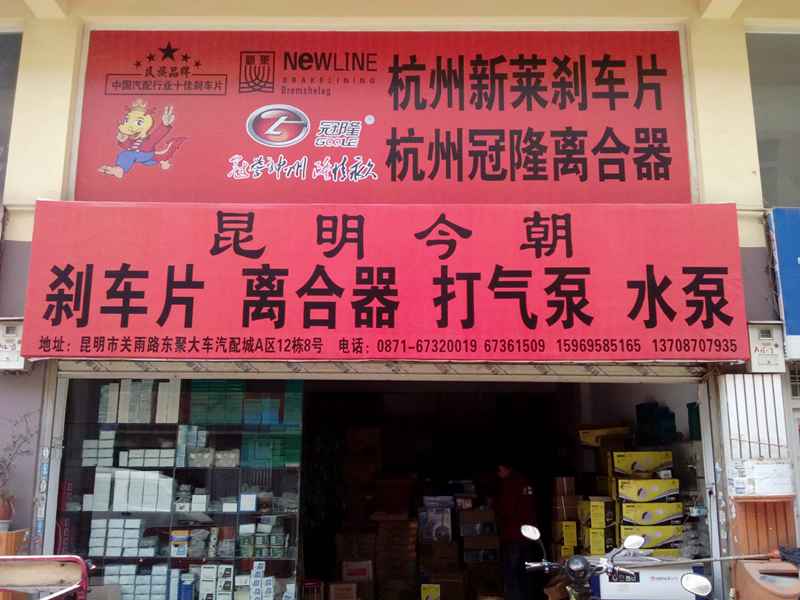 民族品牌
中国汽配行业十佳刹车片
新莱
NewLINE
BRAKELINING
Bremsbelag
杭州新莱刹车片
冠隆
GOOLE
杭州冠隆离合器
昆明今朝
刹车片 离合器 打气泵 水泵
地址：昆明市关雨路东聚大车汽配城A区12栋8号 电话：0871-67320019 67361509 15969585165 13708707935